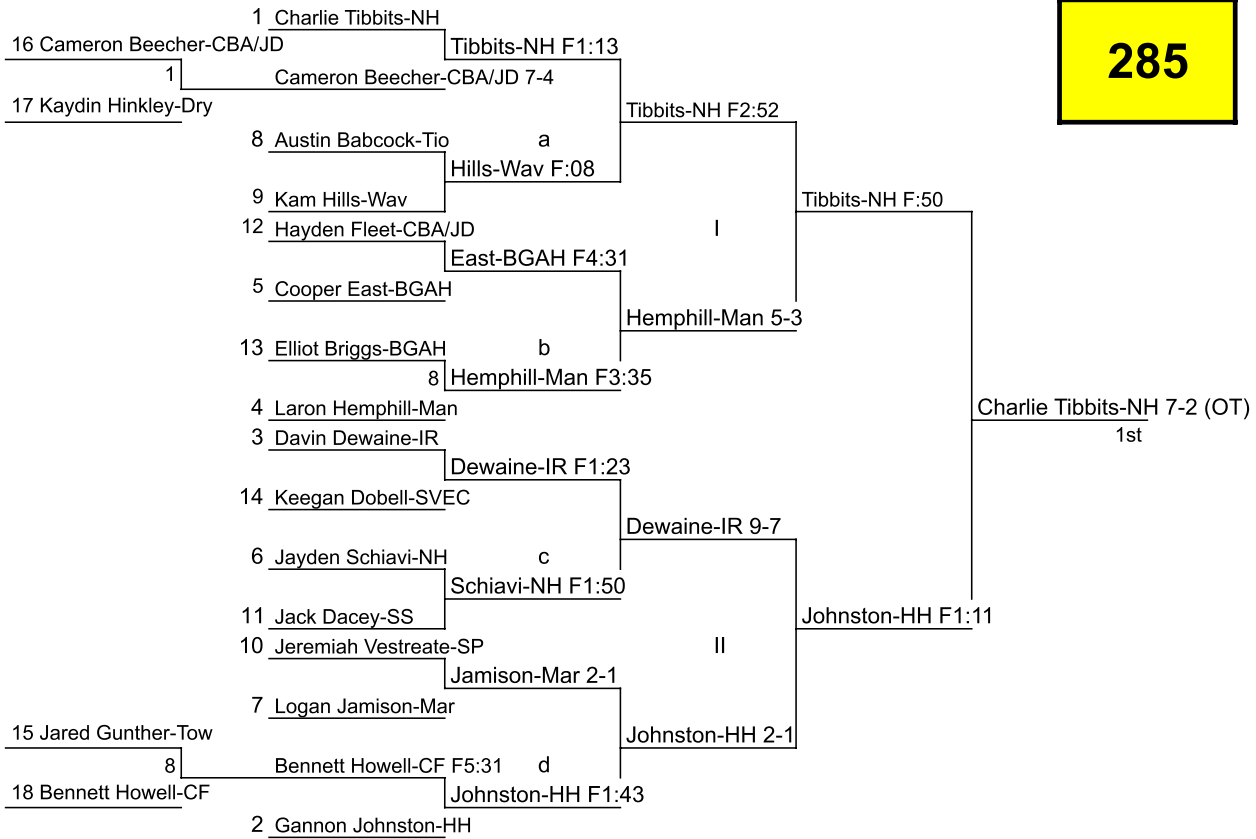 1 Charlie Tibbits-NH
285
16 Cameron Beecher-CBA/JD
Tibbits-NH F1:13
1
Cameron Beecher-CBA/JD 7-4
17 Kaydin Hinkley-Dry
Tibbits-NH F2:52
8 Austin Babcock-Tio
a
Hills-Wav F:08
9 Kam Hills-Wav
Tibbits-NH F:50
12 Hayden Fleet-CBA/JD
I
East-BGAH F4:31
5 Cooper East-BGAH
Hemphill-Man 5-3
13 Elliot Briggs-BGAH
b
8
Hemphill-Man F3:35
4 Laron Hemphill-Man
Charlie Tibbits-NH 7-2 (OT)
1st
3 Davin Dewaine-IR
Dewaine-IR F1:23
14 Keegan Dobell-SVEC
Dewaine-IR 9-7
6 Jayden Schiavi-NH
c
Schiavi-NH F1:50
11 Jack Dacey-SS
Johnston-HH F1:11
10 Jeremiah Vestreate-SP
II
Jamison-Mar 2-1
7 Logan Jamison-Mar
15 Jared Gunther-Tow
Johnston-HH 2-1
8
Bennett Howell-CF F5:31
d
18 Bennett Howell-CF
Johnston-HH F1:43
2 Gannon Johnston-HH